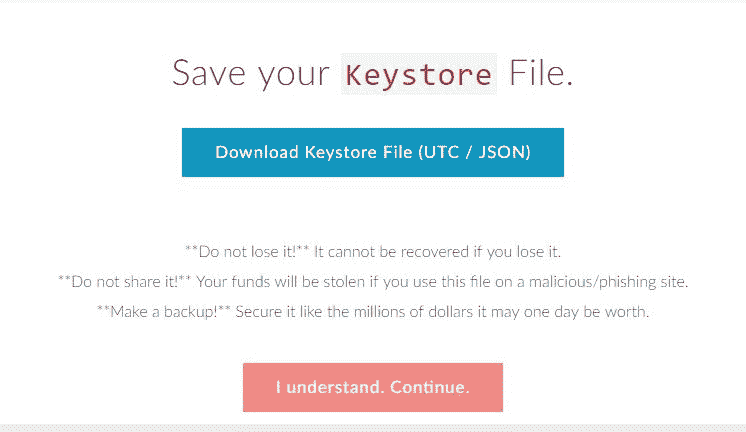 Save your Keystore File.
Download Keystore File (UTC / JSON)
**Do not lose it!** It cannot be recovered if you lose it.
**Do not share it!** Your funds will be stolen if you use this file on a malicious/phishing site.
**Make a backup!** Secure it like the millions of dollars it may one day be worth.
I understand. Continue.